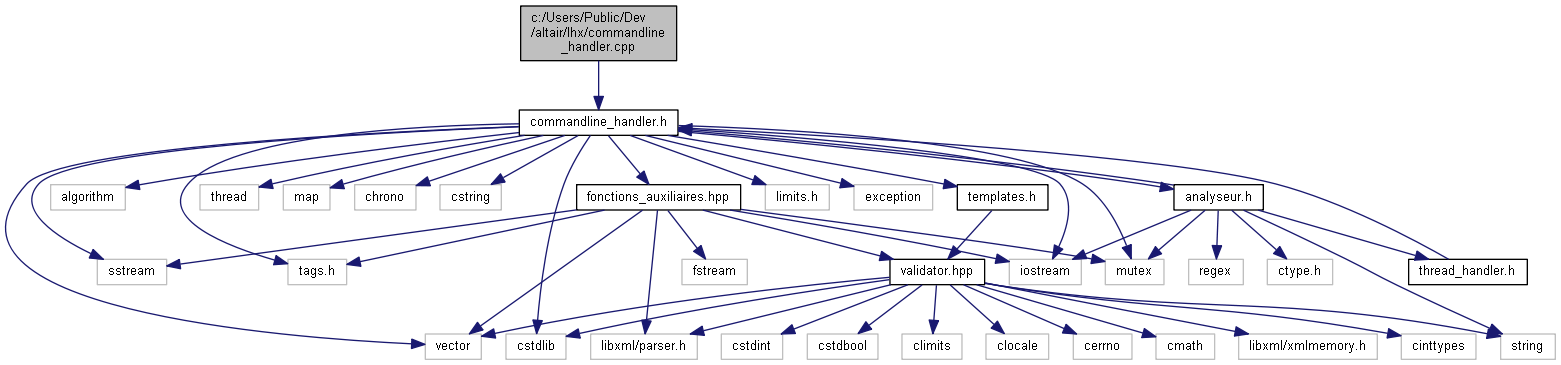 c:/Users/Public/Dev
/altair/lhx/commandline
_handler.cpp
commandline_handler.h
algorithm
thread
map
chrono
cstring
fonctions_auxiliaires.hpp
limits.h
exception
templates.h
analyseur.h
sstream
tags.h
fstream
validator.hpp
iostream
mutex
regex
ctype.h
thread_handler.h
vector
cstdlib
libxml/parser.h
cstdint
cstdbool
climits
clocale
cerrno
cmath
libxml/xmlmemory.h
cinttypes
string